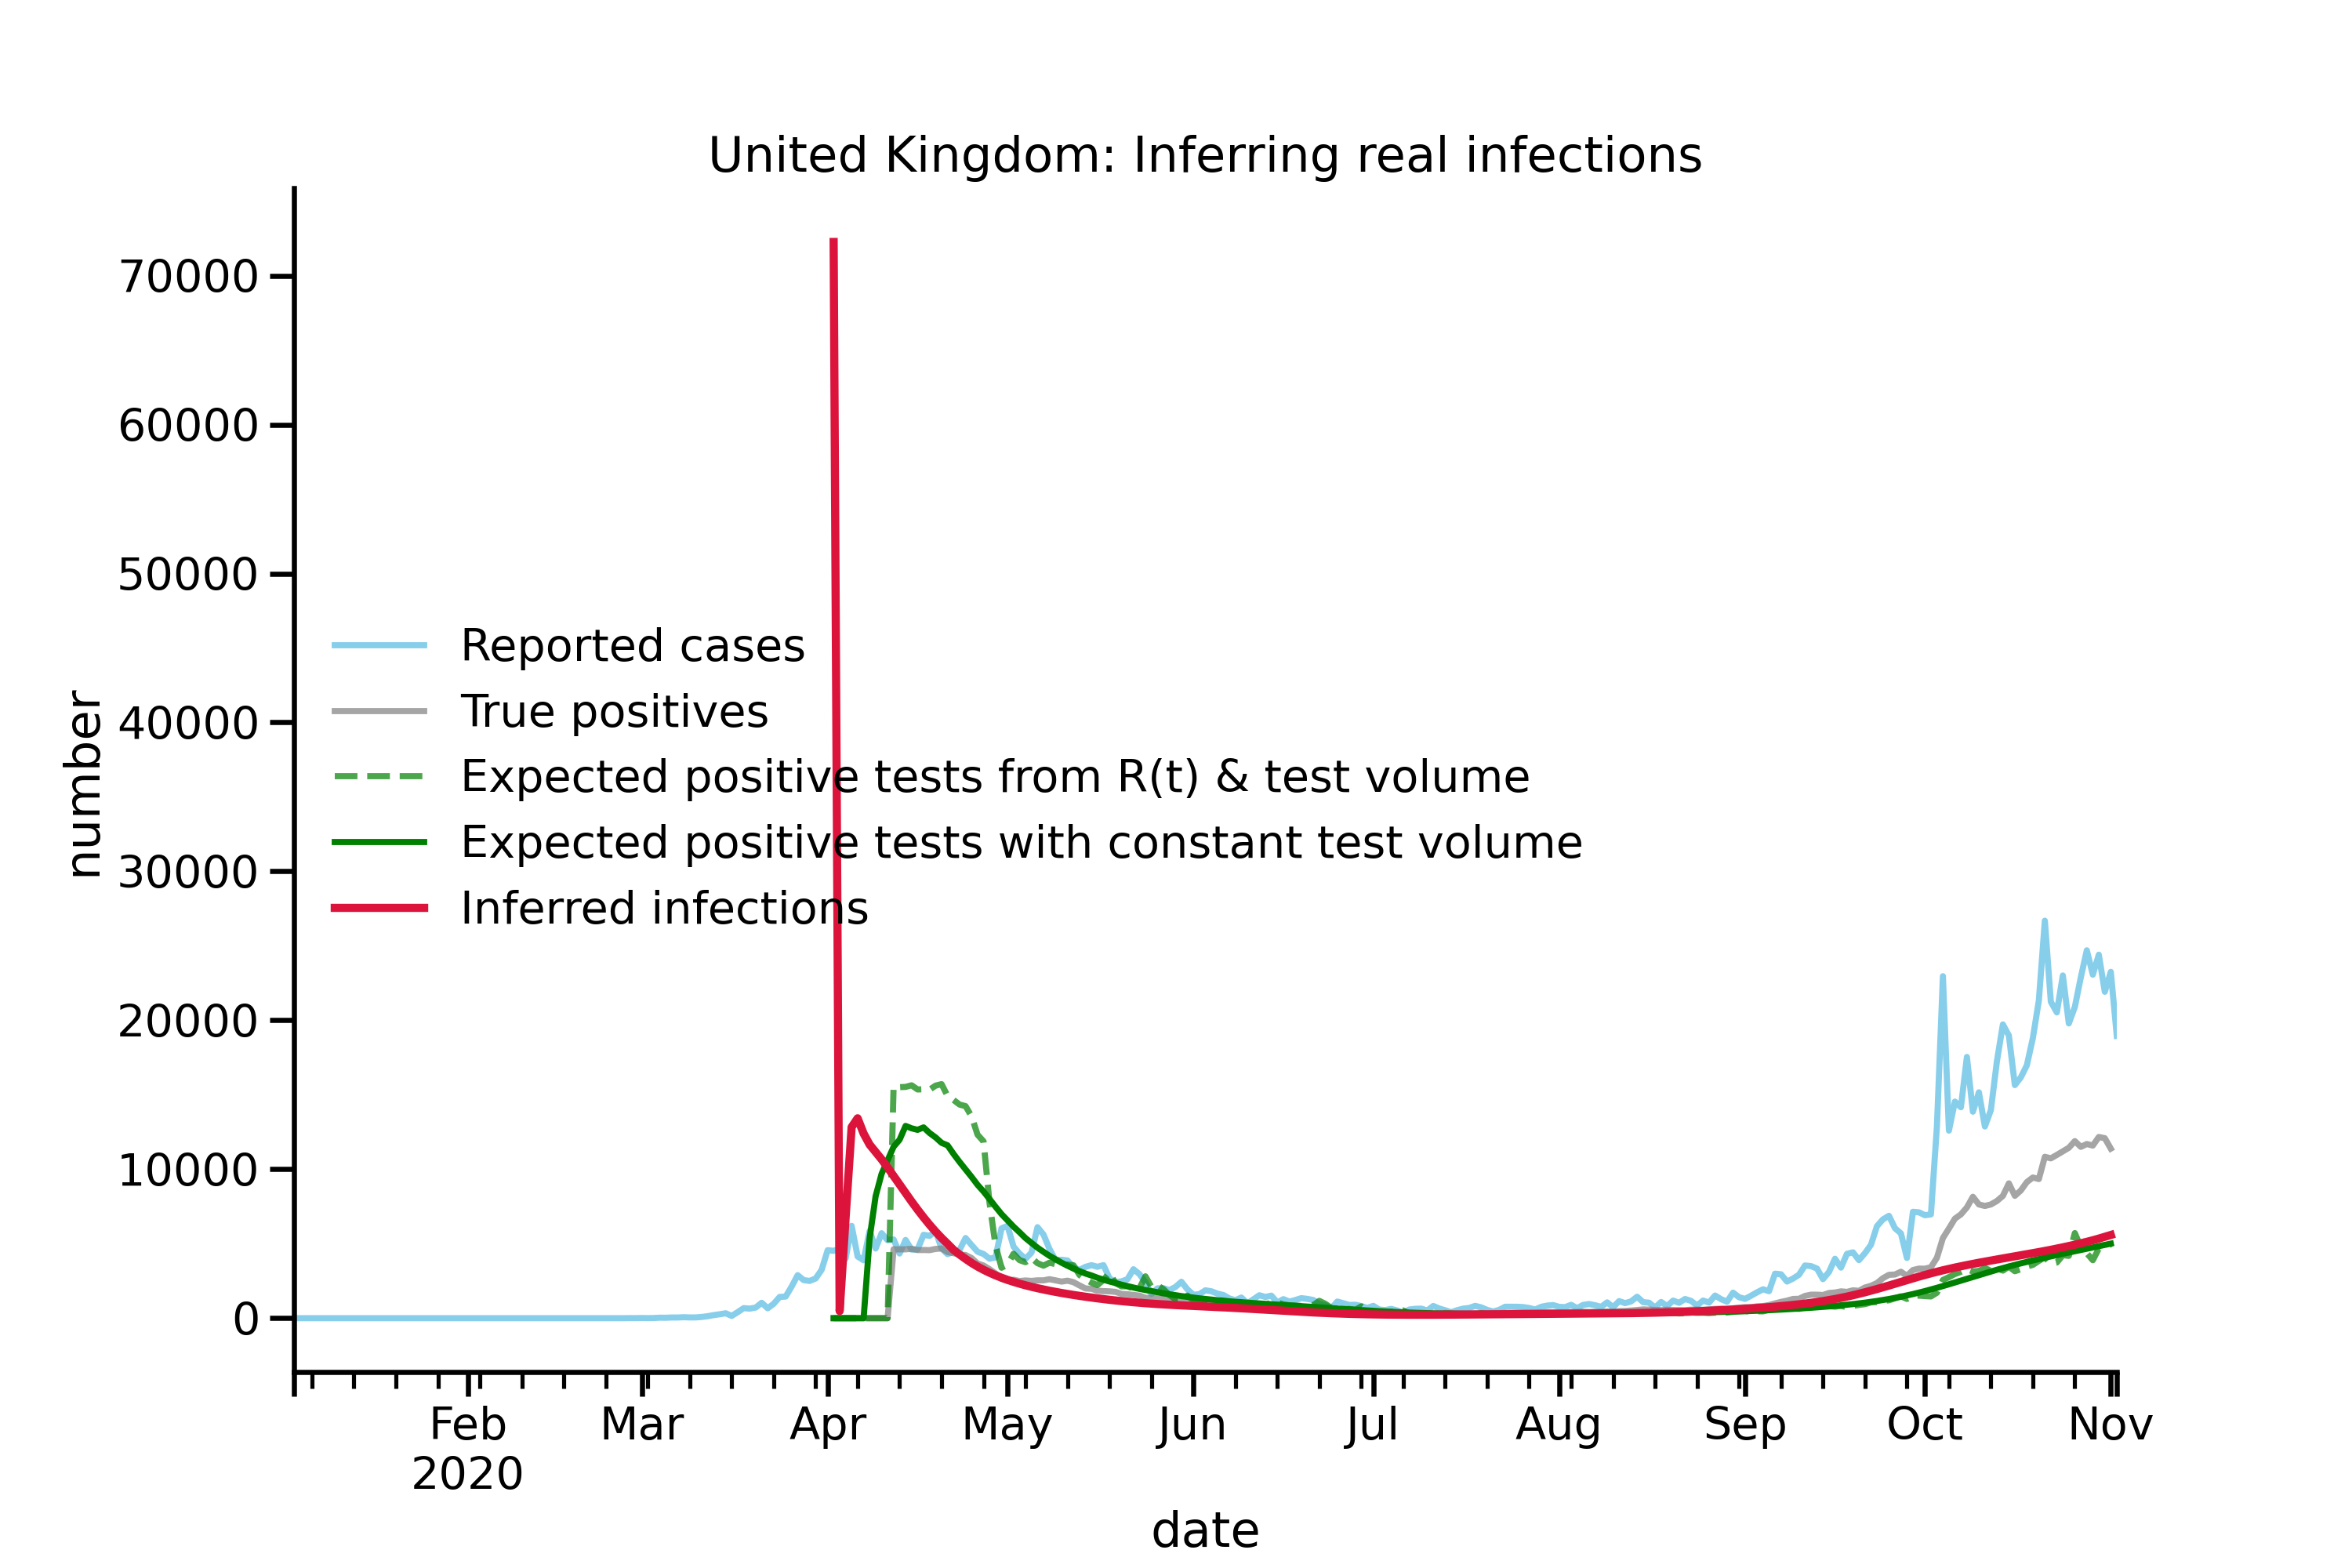 United Kingdom: Inferring real infections
70000
60000
50000
40000
30000
20000
10000
0
number
Reported cases
True positives
Expected positive tests from R(t) & test volume
Expected positive tests with constant test volume
Inferred infections
Feb Mar Apr May Jun Jul Aug Sep Oct Nov
2020
date